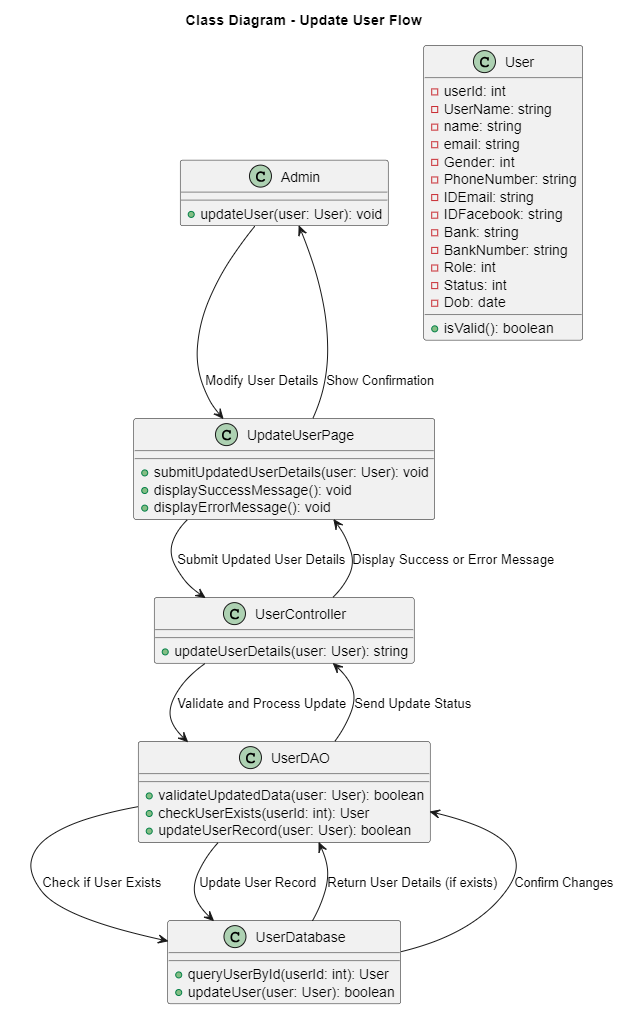 Class Diagram - Update User Flow
C User
userId: int
UserName: string
name: string
email: string
Gender: int
PhoneNumber: string
IDEmail: string
IDFacebook: string
Bank: string
BankNumber: string
Role: int
Status: int
Dob: date
isValid(): boolean
C Admin
updateUser(user: User): void
Modify User Details
Show Confirmation
C UpdateUserPage
submitUpdatedUserDetails(user: User): void
displaySuccessMessage(): void
displayErrorMessage(): void
Submit Updated User Details
Display Success or Error Message
C UserController
updateUserDetails(user: User): string
Validate and Process Update
Send Update Status
C UserDAO
validateUpdatedData(user: User): boolean
checkUserExists(userId: int): User
updateUserRecord(user: User): boolean
Check if User Exists
Update User Record
Return User Details (if exists)
Confirm Changes
C UserDatabase
queryUserById(userId: int): User
updateUser(user: User): boolean